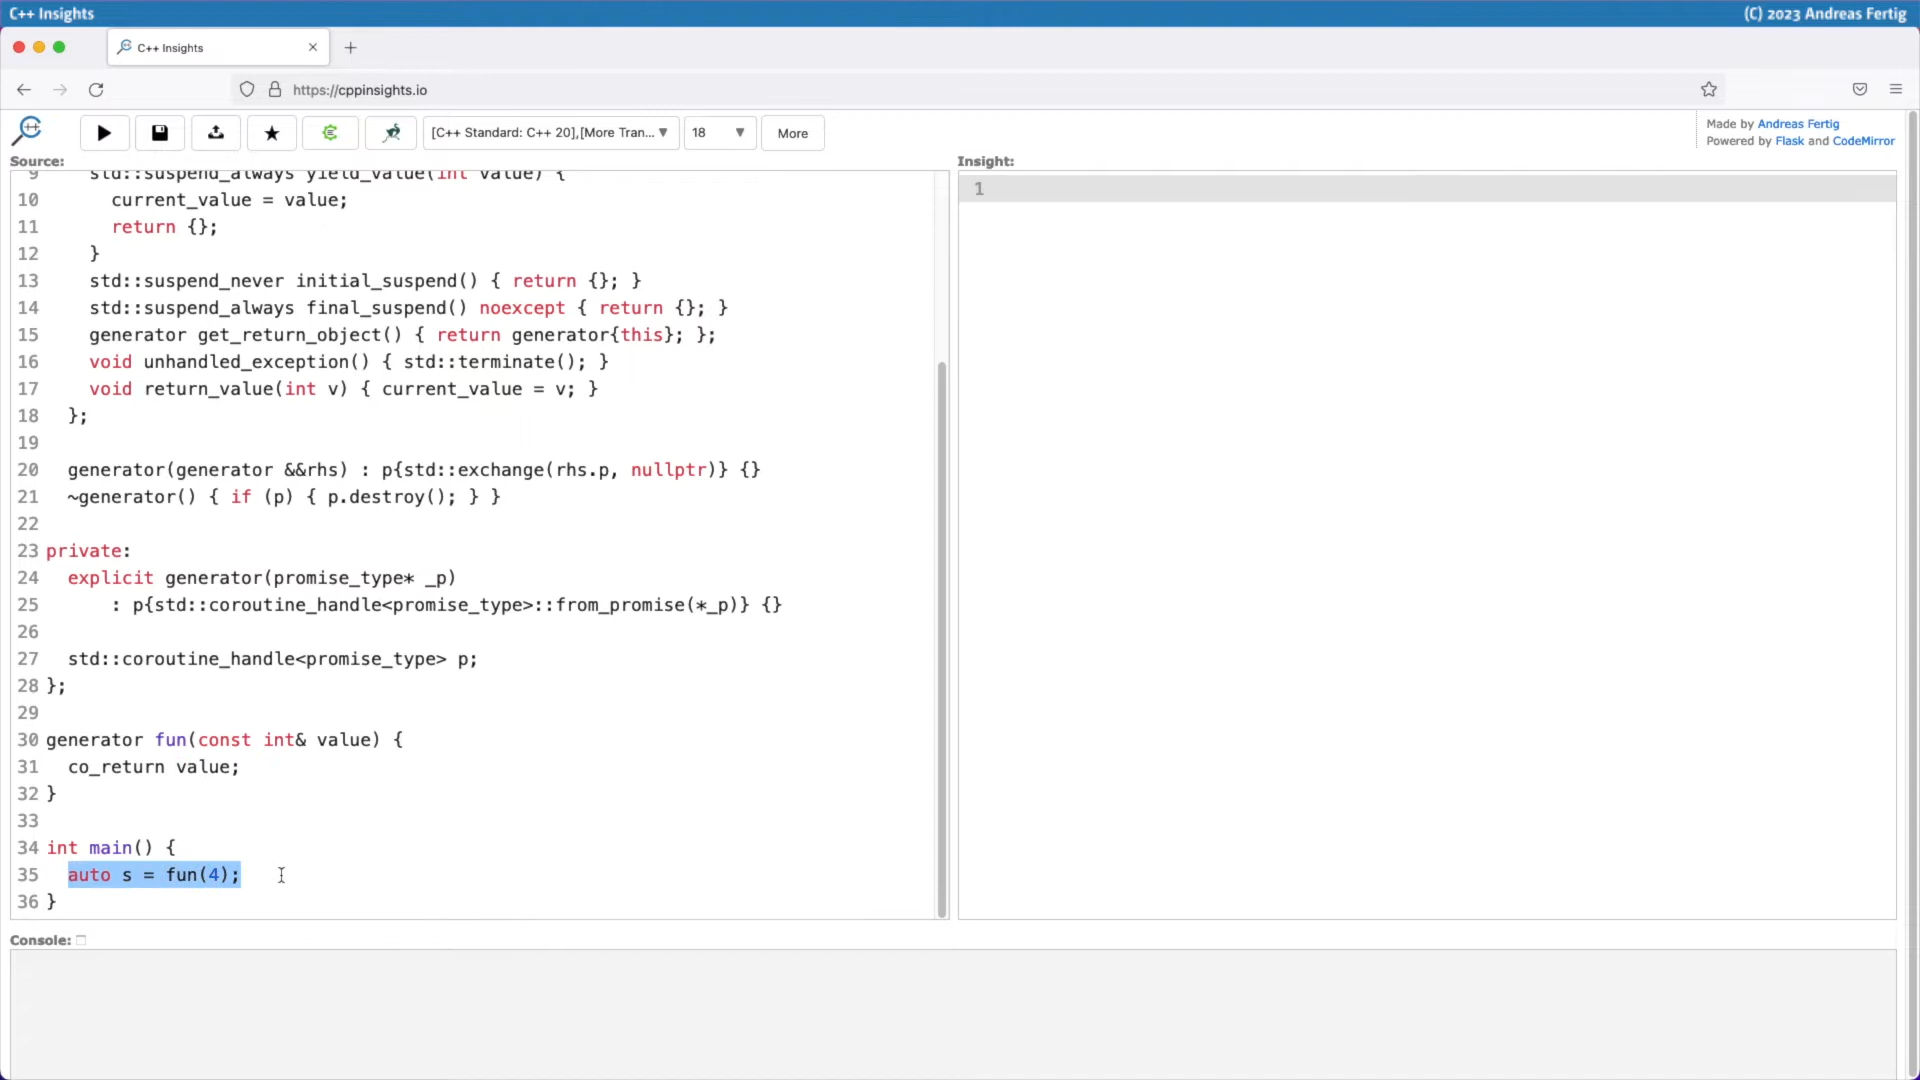 C++ Insights
(C) 2023 Andreas Fertig
C++ Insights
https://cppinsights.io
[C++ Standard: C++ 20],[More Tran...
18
More
Made by Andreas Fertig
Powered by Flask and CodeMirror
Source:
Insight:
9 std::suspend_always yield_value(int value) {
10 current_value = value;
11 return {};
12 }
13 std::suspend_never initial_suspend() { return {}; }
14 std::suspend_always final_suspend() noexcept { return {}; }
15 generator get_return_object() { return generator{this}; };
16 void unhandled_exception() { std::terminate(); }
17 void return_value(int v) { current_value = v; }
18 };
19
20 generator(generator &&rhs) : p{std::exchange(rhs.p, nullptr)} {}
21 ~generator() { if (p) { p.destroy(); } }
22
23 private:
24 explicit generator(promise_type* _p)
25 : p{std::coroutine_handle<promise_type>::from_promise(*_p)} {}
26
27 std::coroutine_handle<promise_type> p;
28 };
29
30 generator fun(const int& value) {
31 co_return value;
32 }
33
34 int main() {
35 auto s = fun(4);
36 }
1
Console: